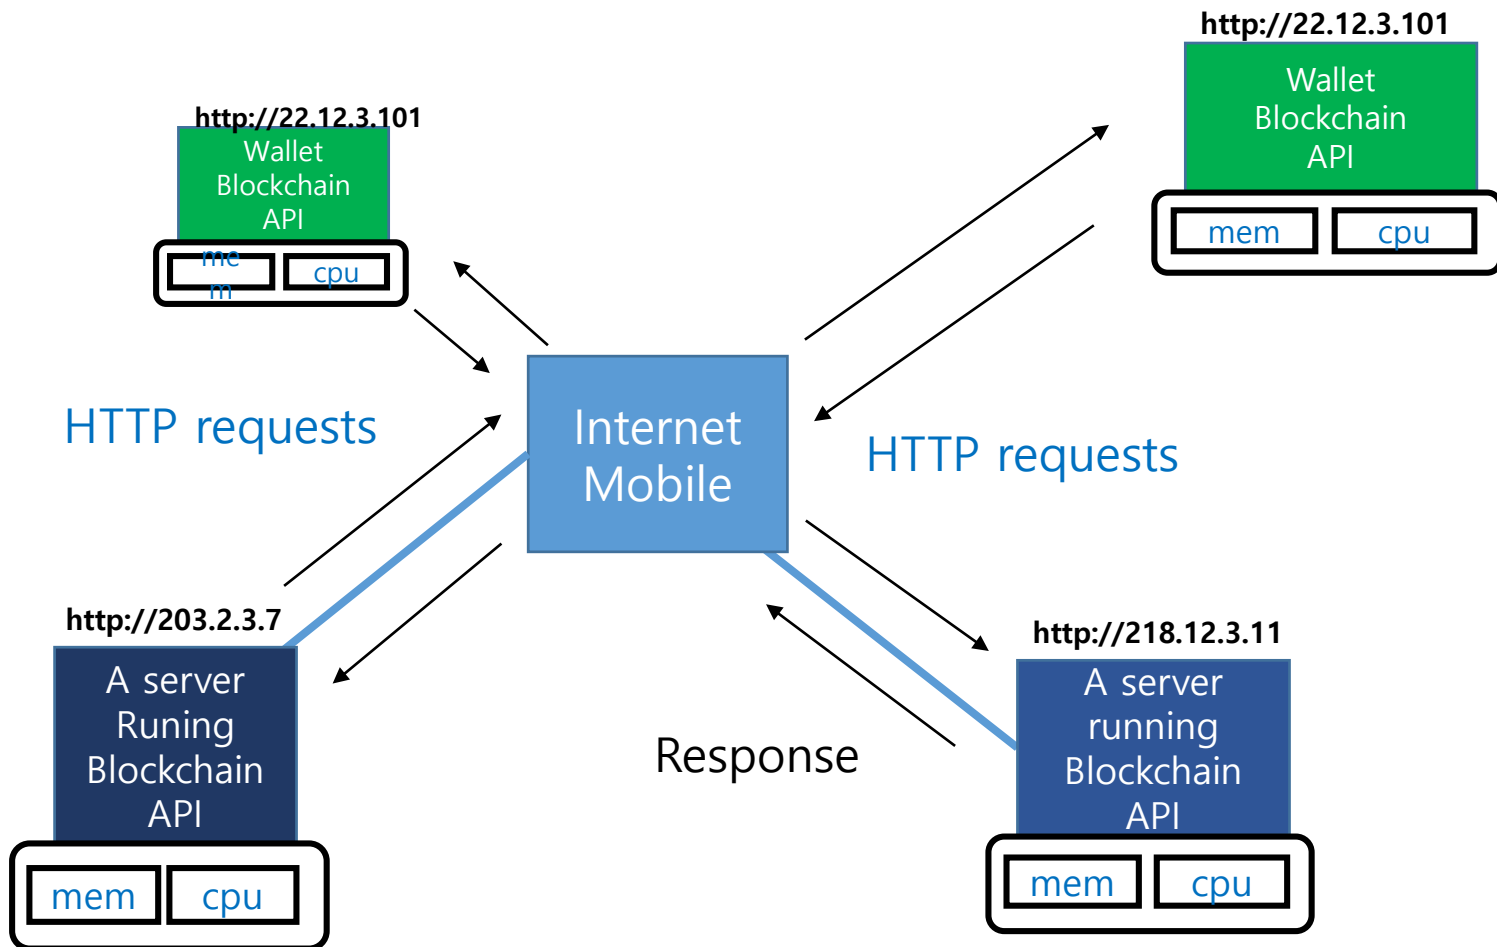 http://22.12.3.101
Wallet
Blockchain
API
mem
cpu
http://22.12.3.101
Wallet
Blockchain
API
me
m
cpu
HTTP requests
Internet
Mobile
HTTP requests
http://203.2.3.7
A server
Runing
Blockchain
API
mem
cpu
Response
http://218.12.3.11
A server
running
Blockchain
API
mem
cpu